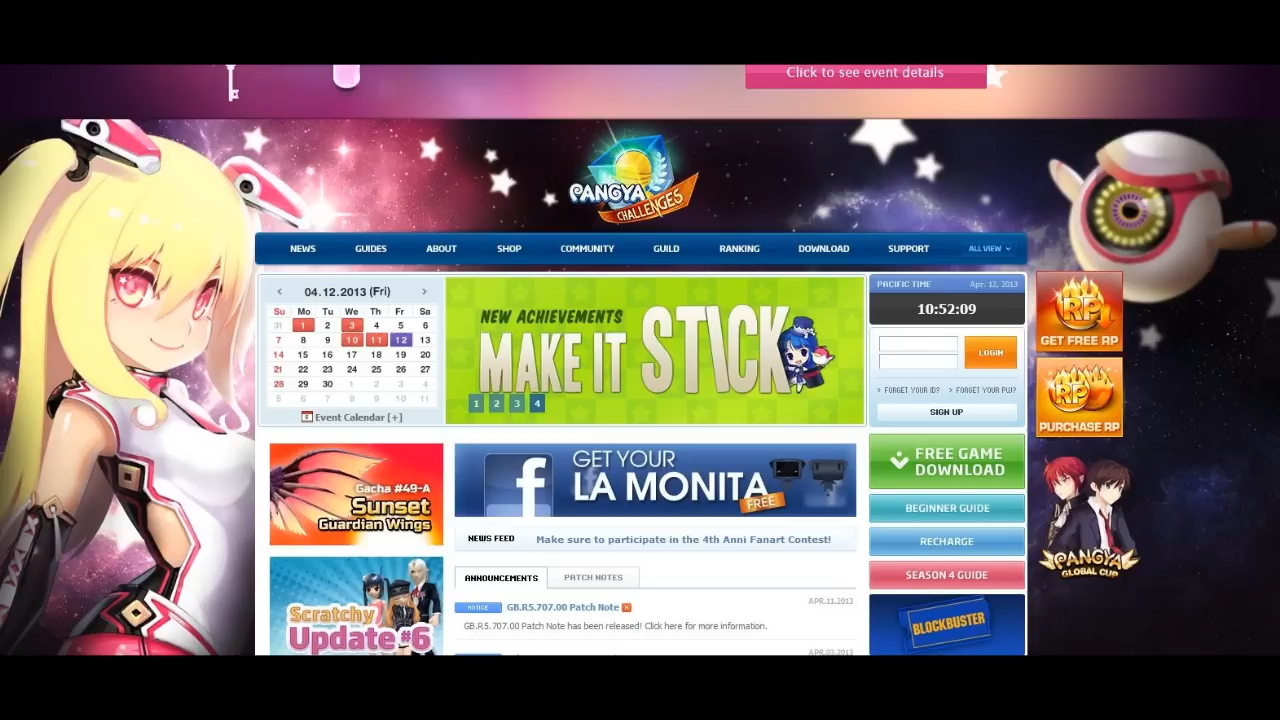 Click to see event details
PANGYA
CHALLENGES
NEWS GUIDES ABOUT SHOP COMMUNITY GUILD RANKING DOWNLOAD SUPPORT ALL VIEW
< 04.12.2013 (Fri) >
Su Mo Tu We Th Fr Sa
31 1 2 3 4 5 6
7 8 9 10 11 12 13
14 15 16 17 18 19 20
21 22 23 24 25 26 27
28 29 30 1 2 3 4
5 6 7 8 9 10 11
Event Calendar [+]
NEW ACHIEVEMENTS
MAKE IT STICK
1 2 3 4
PACIFIC TIME Apr. 12, 2013
10:52:09
LOGIN
> FORGET YOUR ID? > FORGET YOUR PW?
SIGN UP
RP
GET FREE RP
RP
PURCHASE RP
Gacha #49-A
Sunset
Guardian Wings
f
GET YOUR
LA MONITA
FREE
NEWS FEED Make sure to participate in the 4th Anni Fanart Contest!
FREE GAME
DOWNLOAD
BEGINNER GUIDE
RECHARGE
SEASON 4 GUIDE
BLOCKBUSTER
PANGYA
GLOBAL CUP
Scratchy
Update #6
ANNOUNCEMENTS PATCH NOTES
NOTICE GB.R5.707.00 Patch Note N APR.11.2013
GB.R5.707.00 Patch Note has been released! Click here for more information.
APR.03.2013